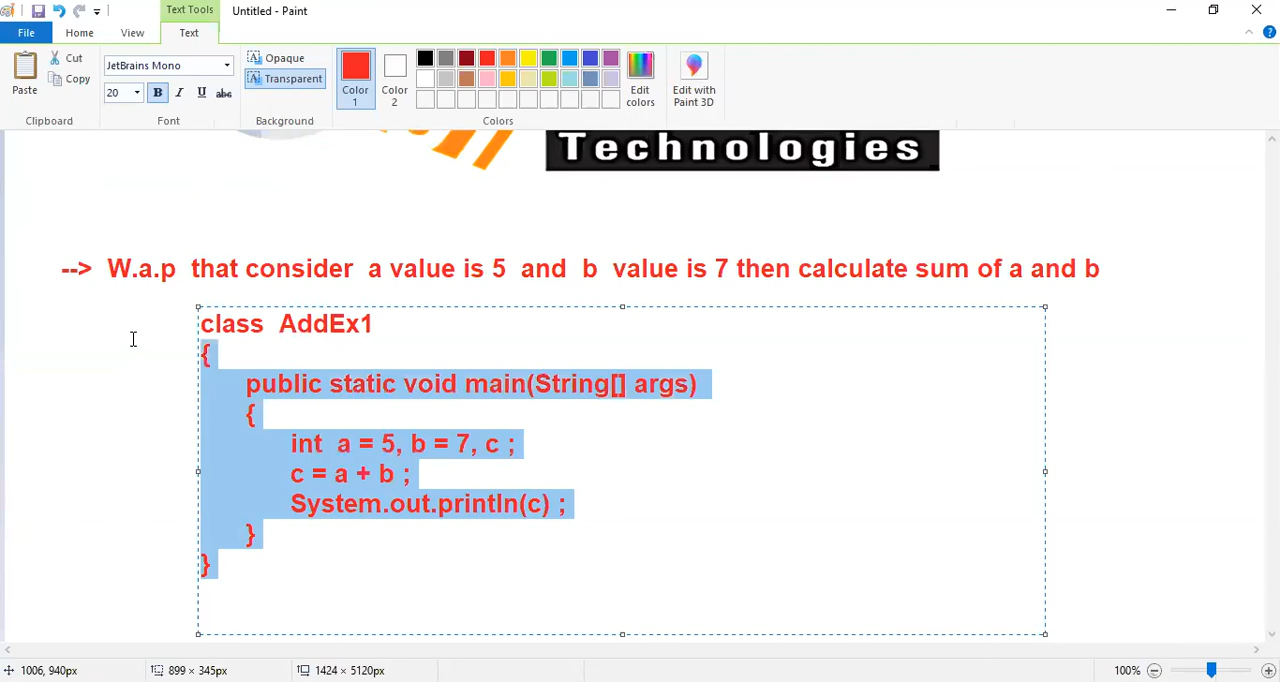 Text Tools
Untitled - Paint
File
Home
View
Text
Paste
Cut
Copy
Clipboard
JetBrains Mono
20
B
I
U
abc
Font
Opaque
Transparent
Background
Color 1
Color 2
Edit colors
Colors
Edit with Paint 3D
Technologies
--> W.a.p that consider a value is 5 and b value is 7 then calculate sum of a and b
class AddEx1
{
public static void main(String[] args)
{
int a = 5, b = 7, c ;
c = a + b ;
System.out.println(c) ;
}
}
1006, 940px
899 × 345px
1424 × 5120px
100%